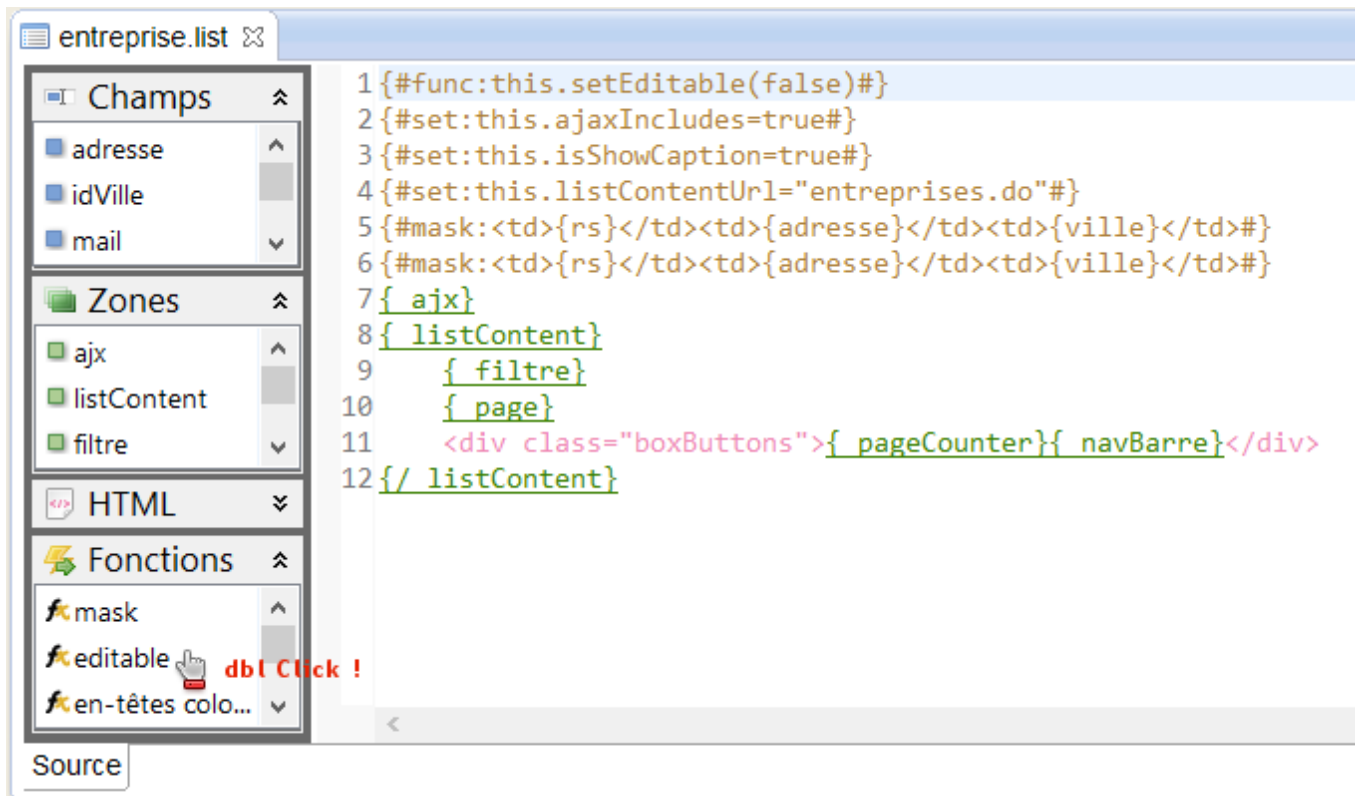 entreprise.list
Champs
adresse
idVille
mail
Zones
ajx
listContent
filtre
HTML
Fonctions
mask
editable
dbl Click !
en-têtes colo...
1 {#func:this.setEditable(false)#}
2 {#set:this.ajaxIncludes=true#}
3 {#set:this.isShowCaption=true#}
4 {#set:this.listContentUrl="entreprises.do"#}
5 {#mask:<td>{rs}</td><td>{adresse}</td><td>{ville}</td>#}
6 {#mask:<td>{rs}</td><td>{adresse}</td><td>{ville}</td>#}
7 {_ajx}
8 {_listContent}
9 {_filtre}
10 {_page}
11 <div class="boxButtons">{_pageCounter}{_navBarre}</div>
12 {/_listContent}
Source